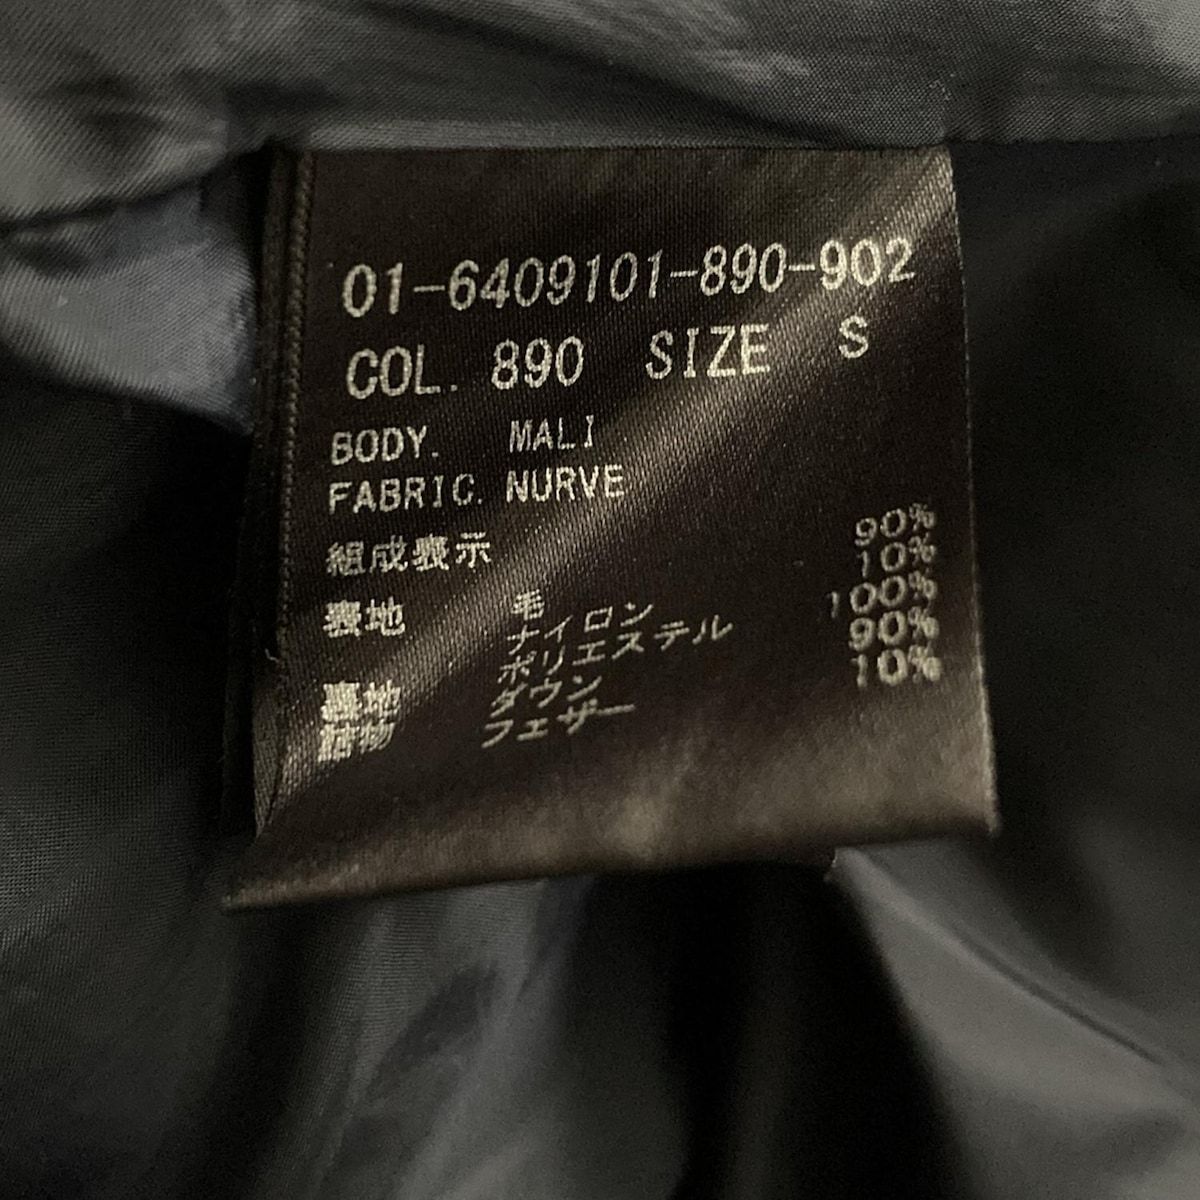 01-6409101-890-902
COL. 890 SIZE S
BODY. MALI
FABRIC. NURVE
組成表示
表地 毛 90%
ナイロン 10%
裏地 ポリエステル 100%
詰物 ダウン 90%
フェザー 10%